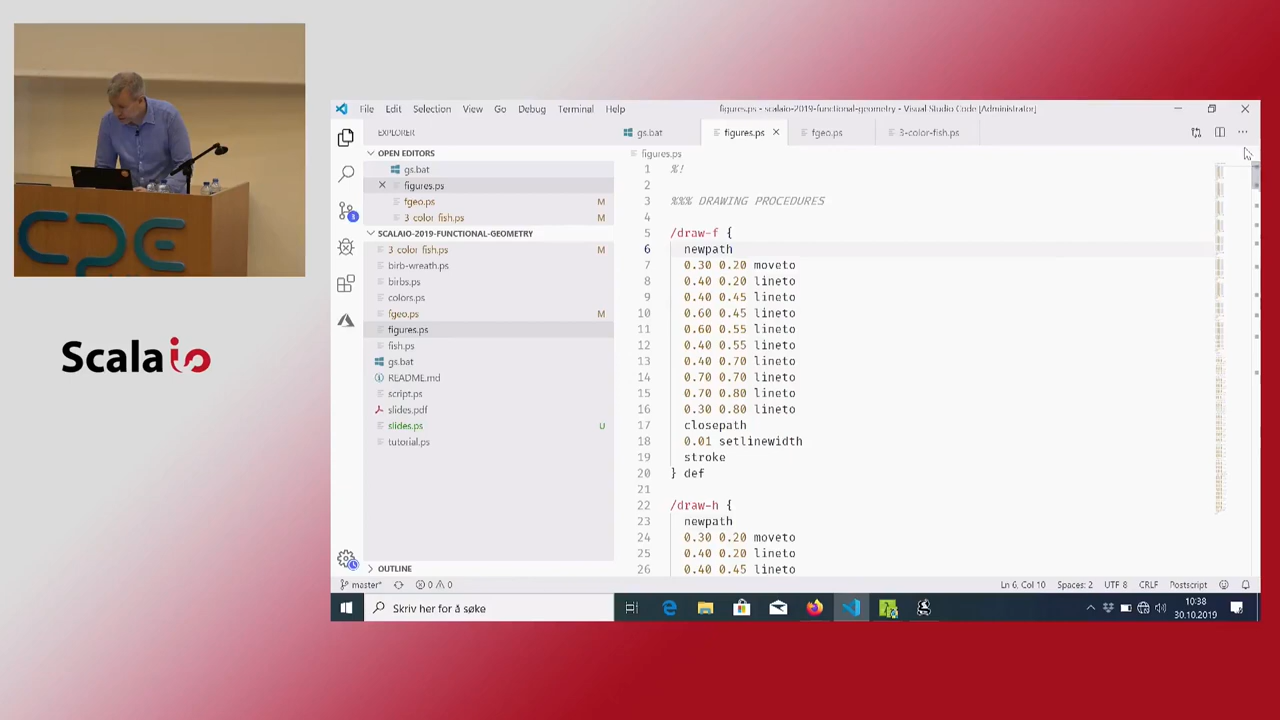 CPE
Scala io
File Edit Selection View Go Debug Terminal Help
figures.ps - scalaio-2019-functional-geometry - Visual Studio Code [Administrator]
EXPLORER
OPEN EDITORS
gs.bat
figures.ps
fgeo.ps M
3 color fish.ps M
SCALAIO-2019-FUNCTIONAL-GEOMETRY
3 color fish.ps M
birb-wreath.ps
birbs.ps
colors.ps
fgeo.ps M
figures.ps
fish.ps
gs.bat
README.md
script.ps
slides.pdf
slides.ps U
tutorial.ps
OUTLINE
gs.bat figures.ps fgeo.ps 3-color-fish.ps
figures.ps
1 %!
2
3 %%% DRAWING PROCEDURES
4
5 /draw-f {
6 newpath
7 0.30 0.20 moveto
8 0.40 0.20 lineto
9 0.40 0.45 lineto
10 0.60 0.45 lineto
11 0.60 0.55 lineto
12 0.40 0.55 lineto
13 0.40 0.70 lineto
14 0.70 0.70 lineto
15 0.70 0.80 lineto
16 0.30 0.80 lineto
17 closepath
18 0.01 setlinewidth
19 stroke
20 } def
21
22 /draw-h {
23 newpath
24 0.30 0.20 moveto
25 0.40 0.20 lineto
26 0.40 0.45 lineto
master* 0 0 Ln 6, Col 10 Spaces: 2 UTF 8 CRLF Postscript
Skriv her for å søke
10:38
30.10.2019